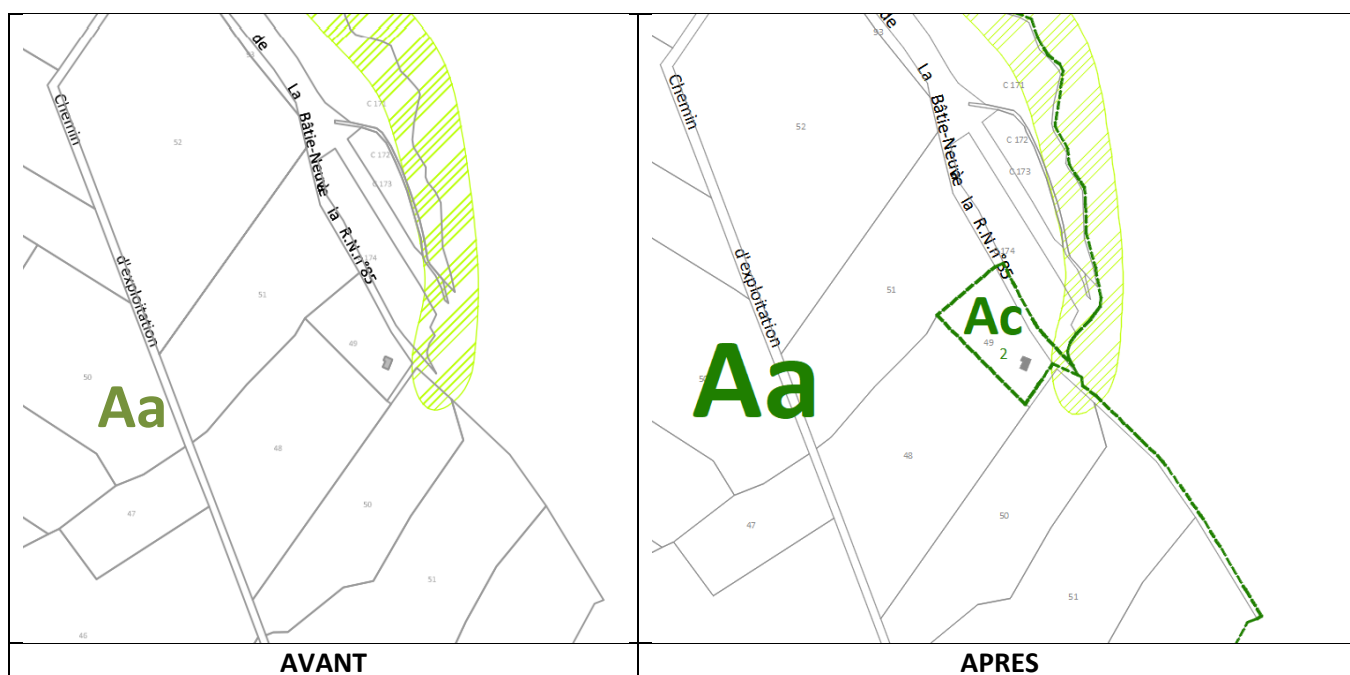 93
de
Chemin
C 171
La Bâtie-Neuve
52
C 172
C 173
à la R.N.n°85
174
d'exploitation
51
49
50
Aa
48
50
47
51
46
AVANT
de
93
Chemin
C 171
La Bâtie-Neuve
52
C 172
C 173
à la R.N.n°85
174
d'exploitation
51
Ac
49
2
Aa
48
50
47
51
APRES